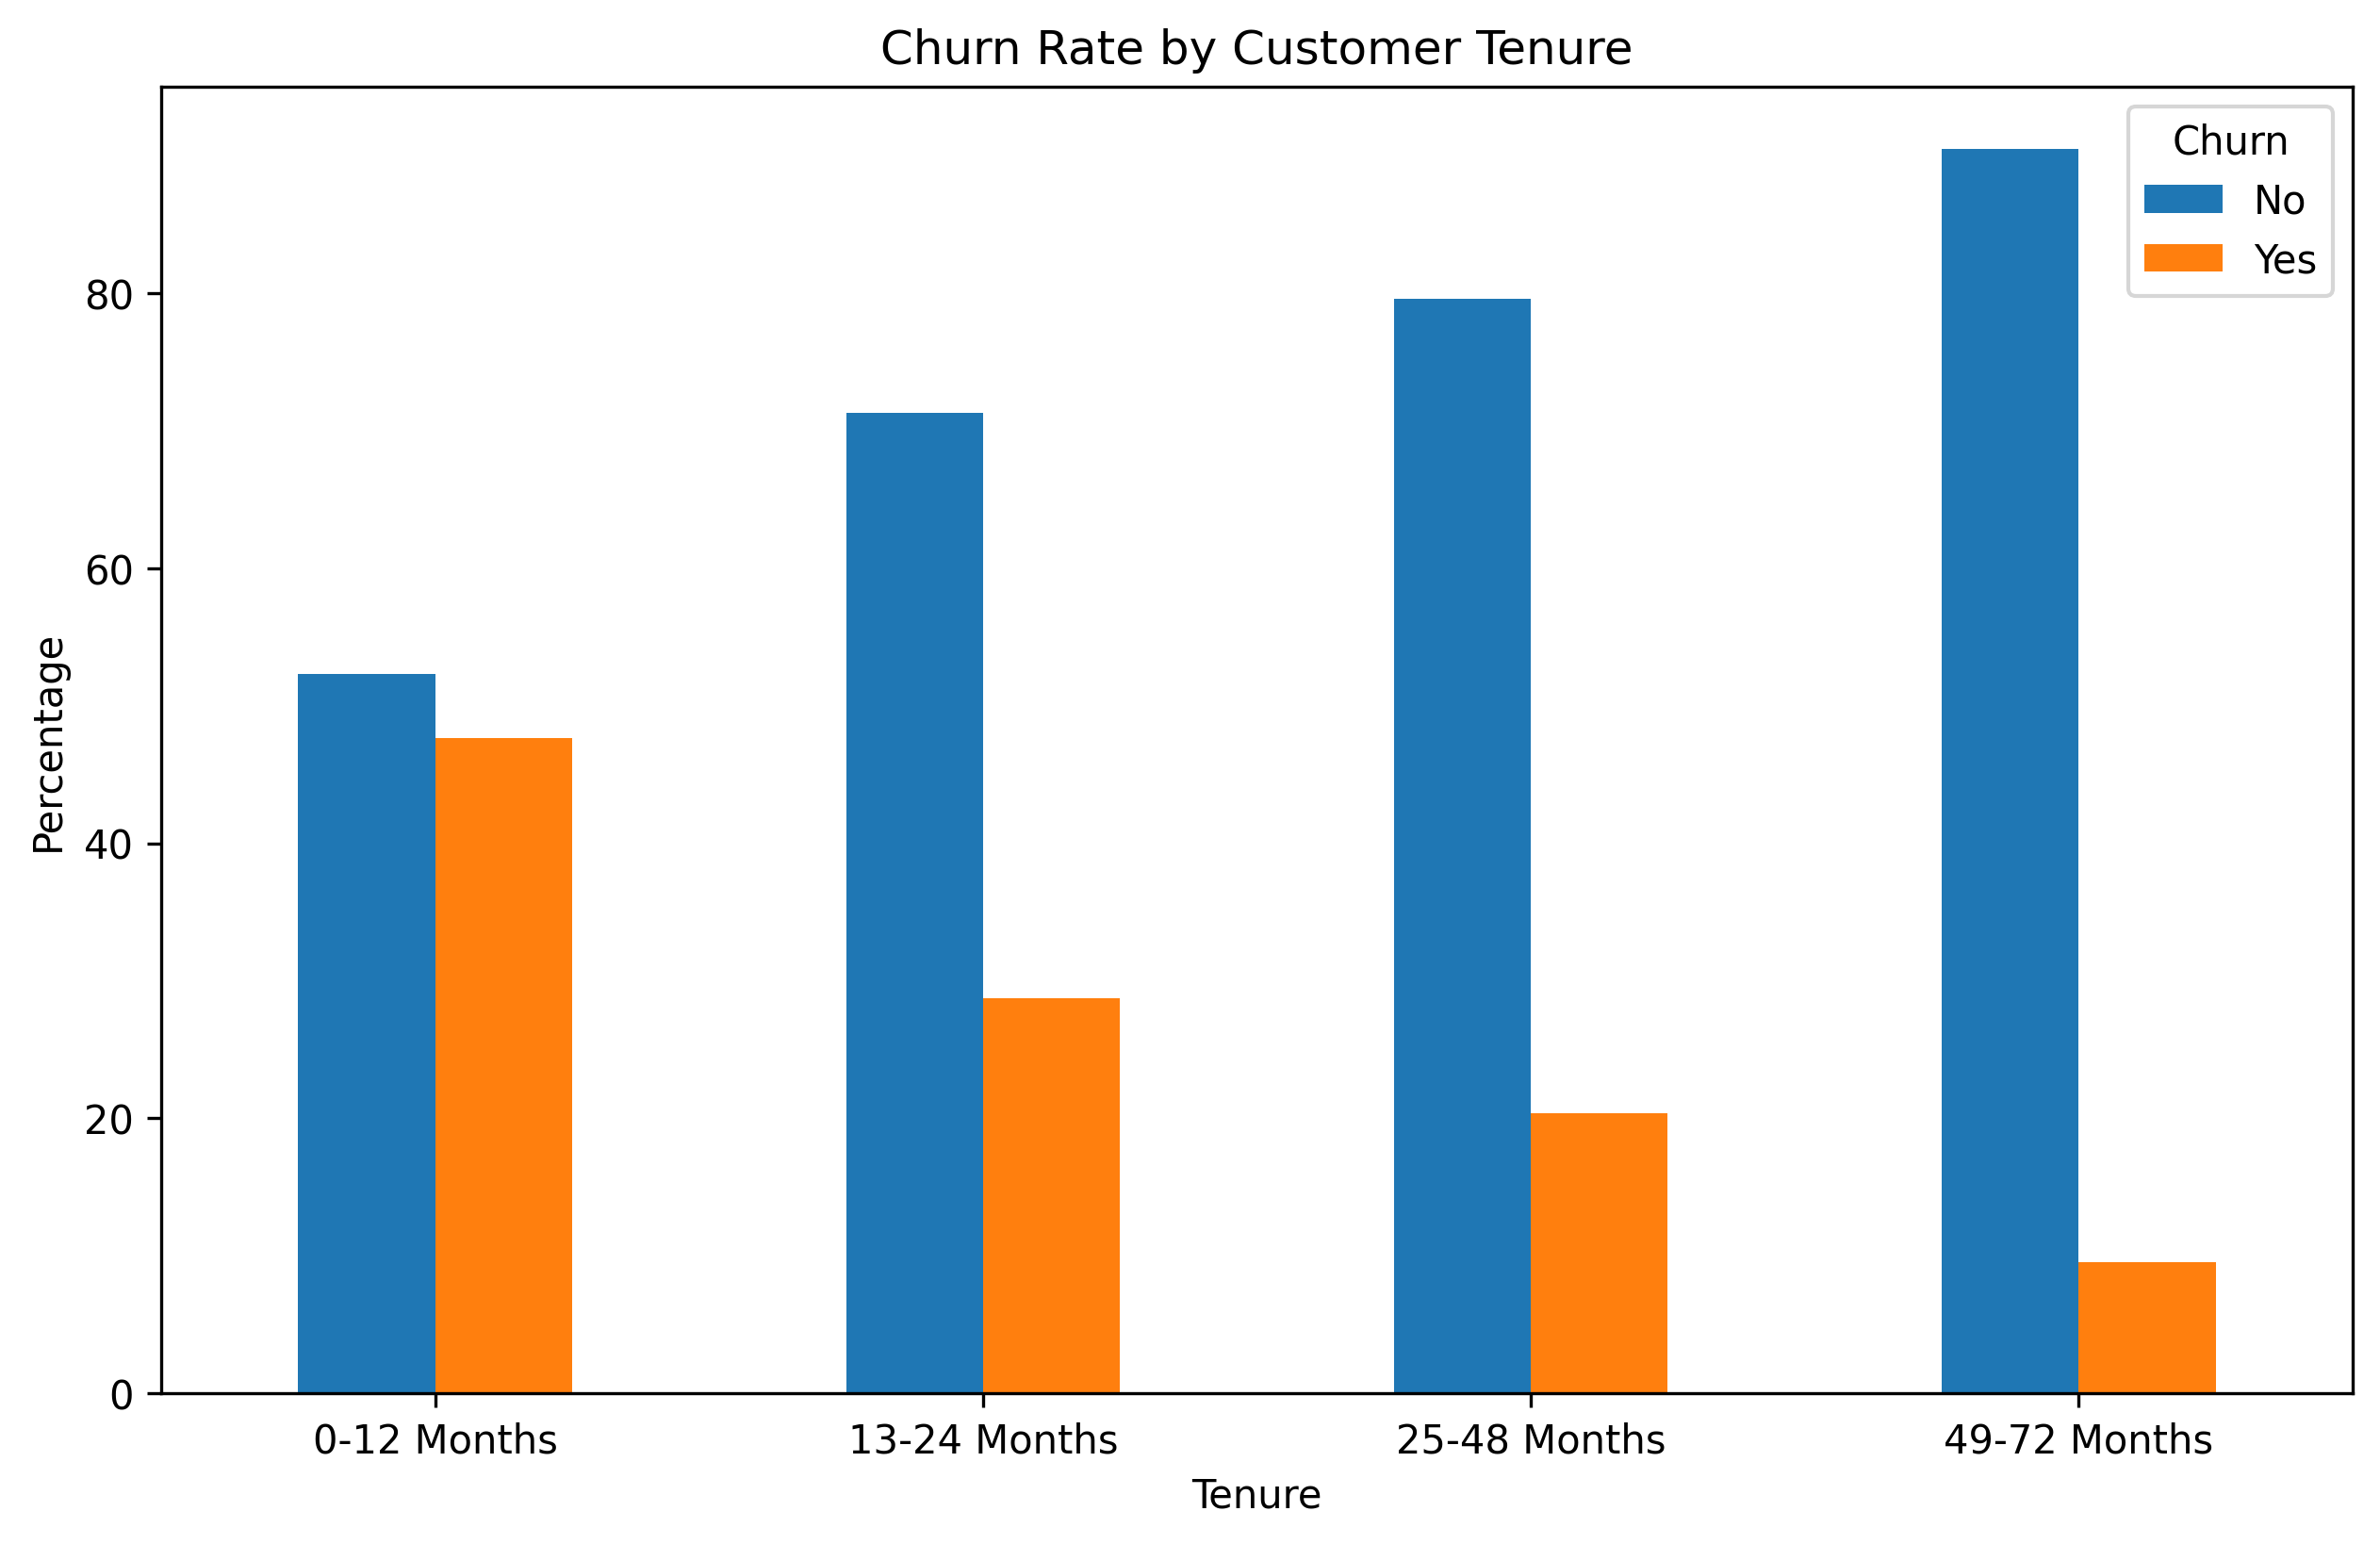 Churn Rate by Customer Tenure
Churn
No
Yes
Percentage
80
60
40
20
0
0-12 Months 13-24 Months 25-48 Months 49-72 Months
Tenure